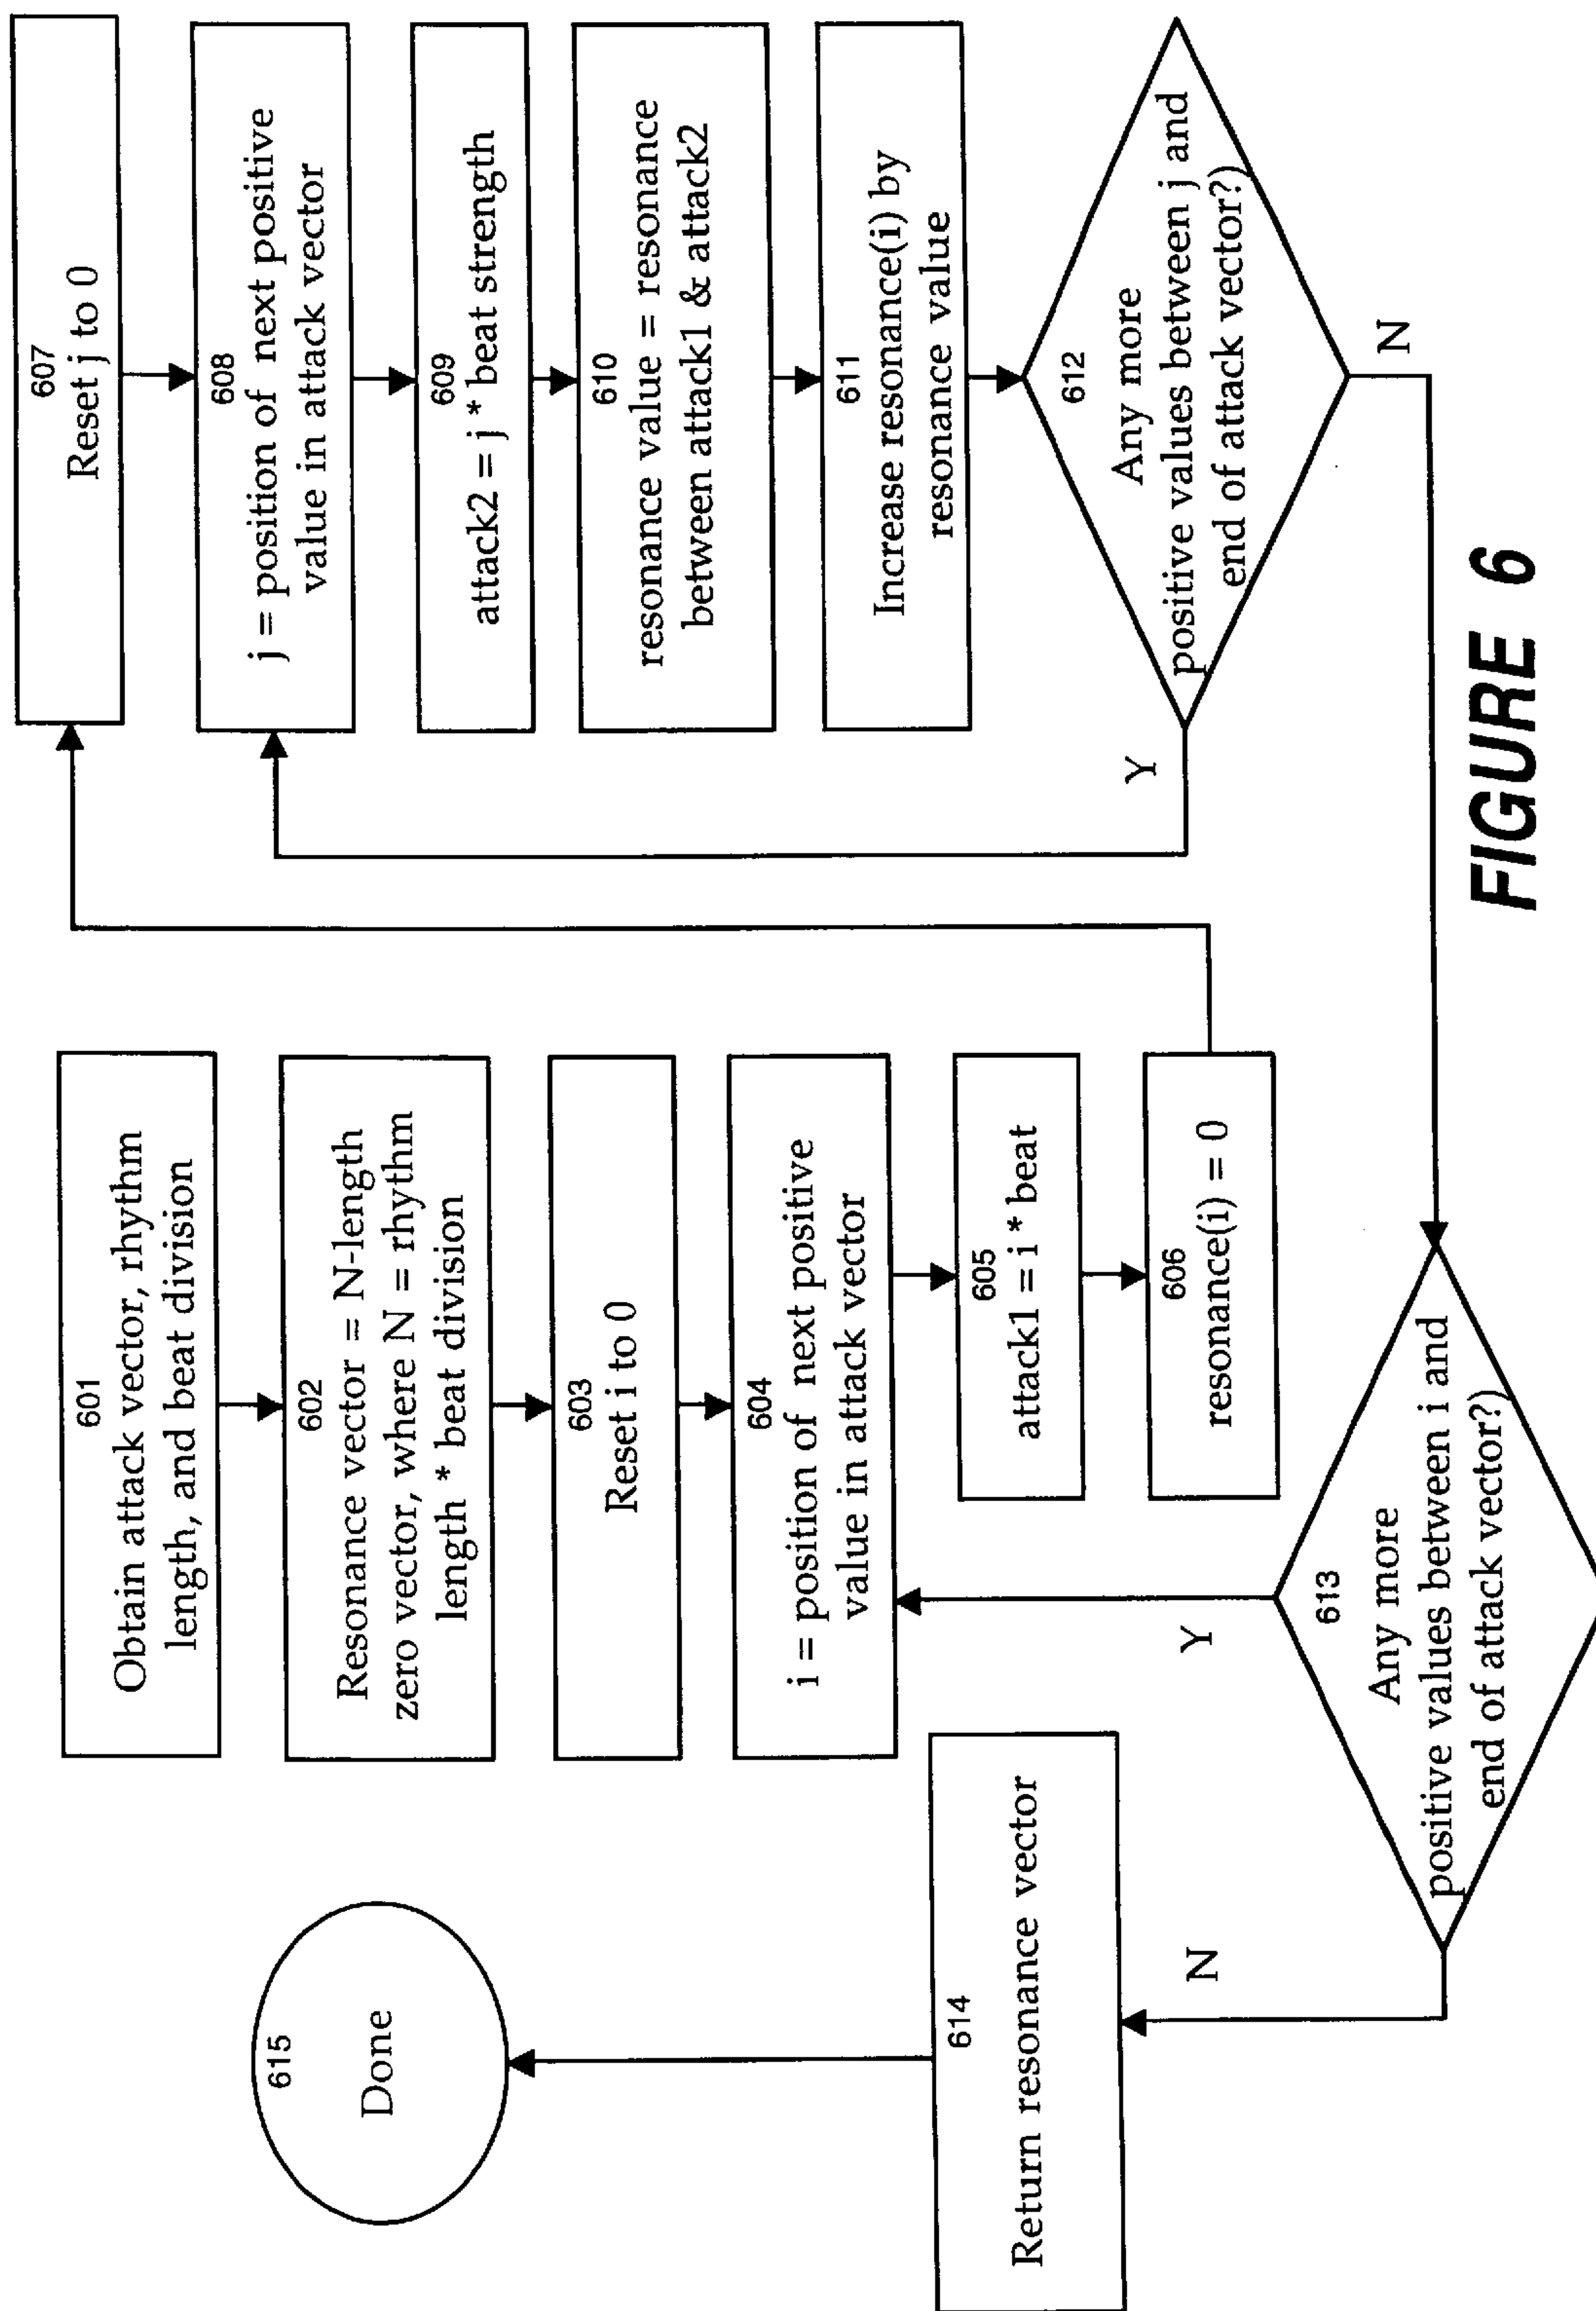 601
Obtain attack vector, rhythm
length, and beat division
602
Resonance vector = N-length
zero vector, where N = rhythm
length * beat division
603
Reset i to 0
604
i = position of next positive
value in attack vector
605
attack1 = i * beat
606
resonance(i) = 0
607
Reset j to 0
608
j = position of next positive
value in attack vector
609
attack2 = j * beat strength
610
resonance value = resonance
between attack1 & attack2
611
Increase resonance(i) by
resonance value
612
Any more
positive values between j and
end of attack vector?)
Y
N
613
Any more
positive values between i and
end of attack vector?)
Y
N
614
Return resonance vector
615
Done
FIGURE 6